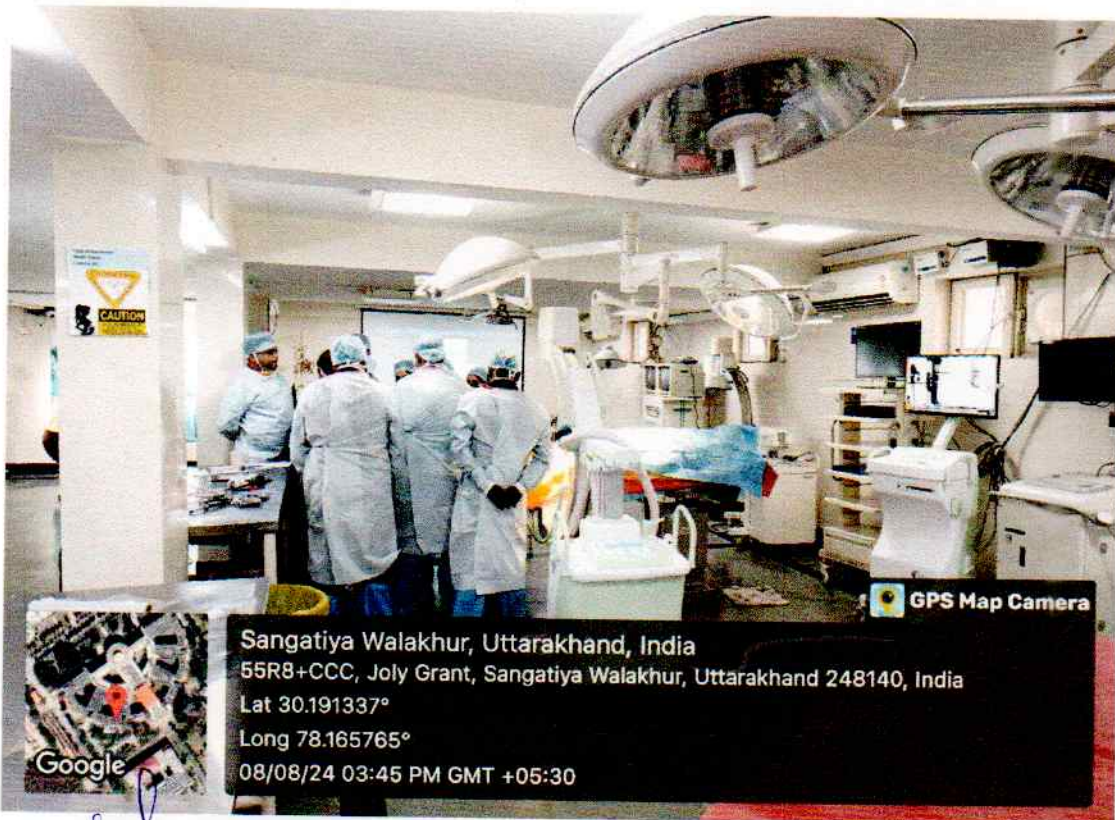 CAUTION
GPS Map Camera
Sangatiya Walakhur, Uttarakhand, India
55R8+CCC, Joly Grant, Sangatiya Walakhur, Uttarakhand 248140, India
Lat 30.191337°
Long 78.165765°
08/08/24 03:45 PM GMT +05:30
Google